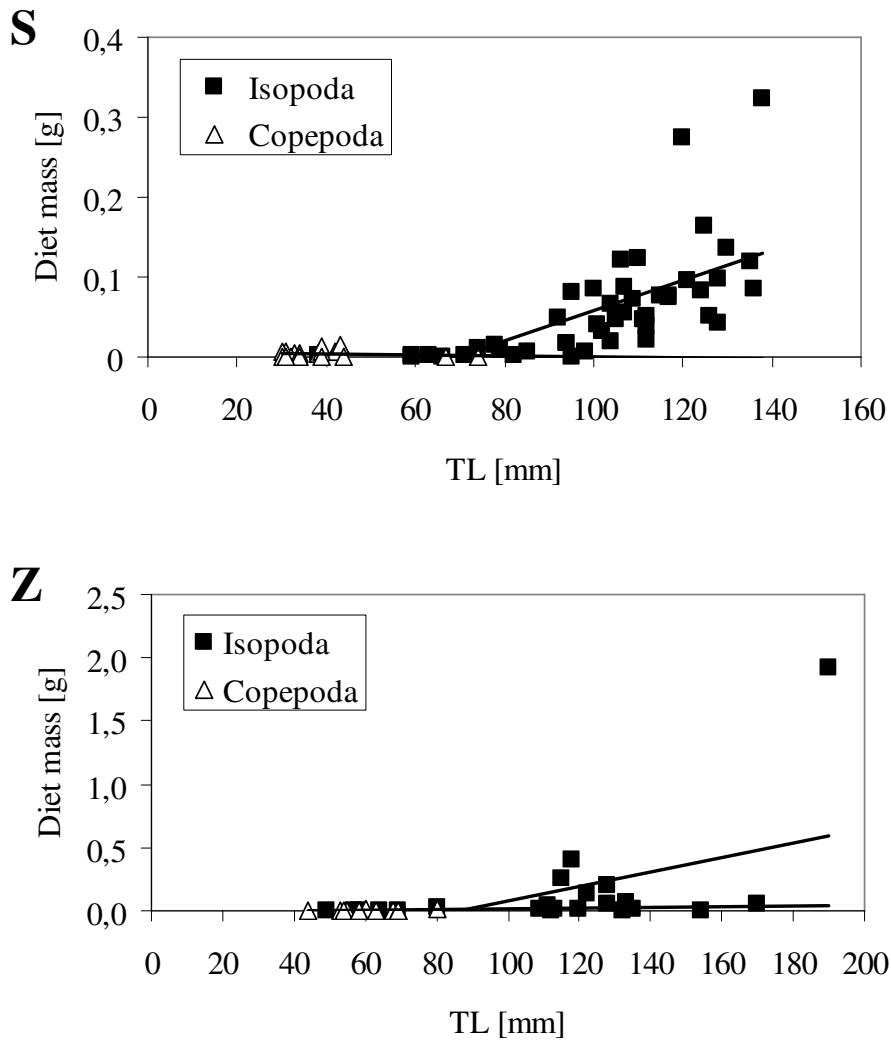 S
0,4
0,3
0,2
0,1
0
Diet mass [g]
Isopoda
Copepoda
0 20 40 60 80 100 120 140 160
TL [mm]
Z
2,5
2,0
1,5
1,0
0,5
0,0
Diet mass [g]
Isopoda
Copepoda
0 20 40 60 80 100 120 140 160 180 200
TL [mm]